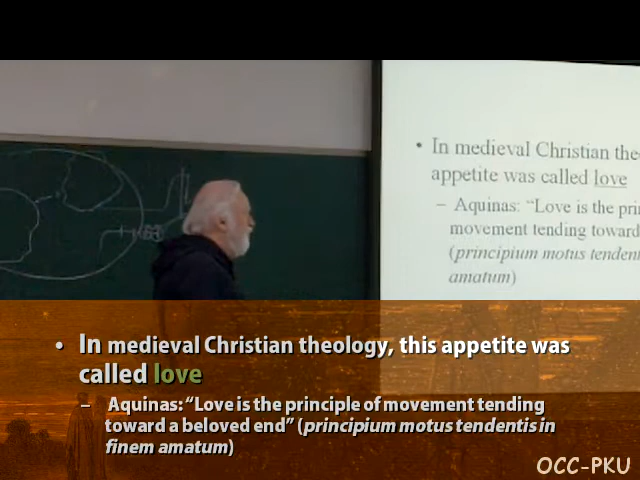 • In medieval Christian the
appetite was called love
– Aquinas: "Love is the
movement tending toward
(principium motus tenden
amatum)
• In medieval Christian theology, this appetite was
called love
– Aquinas: “Love is the principle of movement tending
toward a beloved end” (principium motus tendentis in
finem amatum)
OCC-PKU